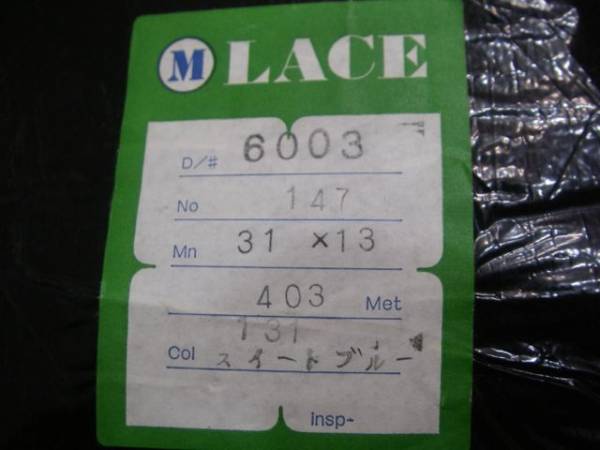 M LACE
D/# 6003
No 147
Mn 31 ×13
403 Met
131
Col スイートブルー
insp-